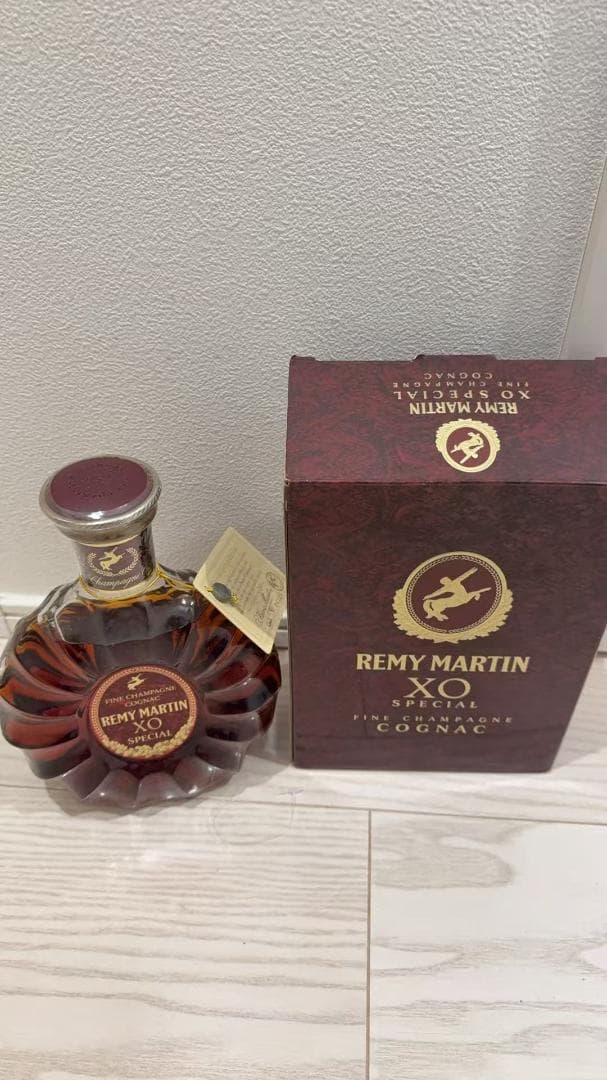 REMY MARTIN
XO SPECIAL
FINE CHAMPAGNE
COGNAC
REMY MARTIN
XO
SPECIAL
FINE CHAMPAGNE
COGNAC
Champagne
FINE CHAMPAGNE
COGNAC
REMY MARTIN
XO
SPECIAL